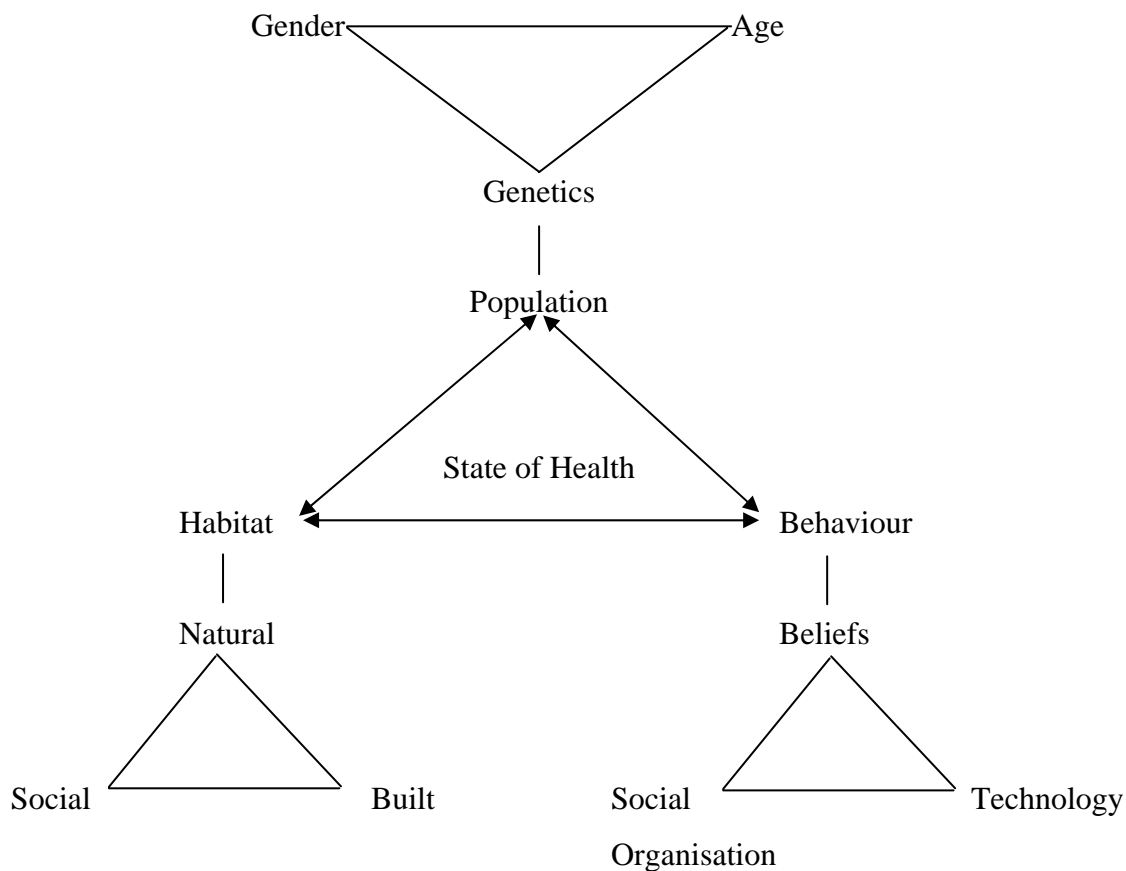 Gender Age
Genetics
Population
State of Health
Habitat Behaviour
Natural Beliefs
Social Built Social Technology
Organisation